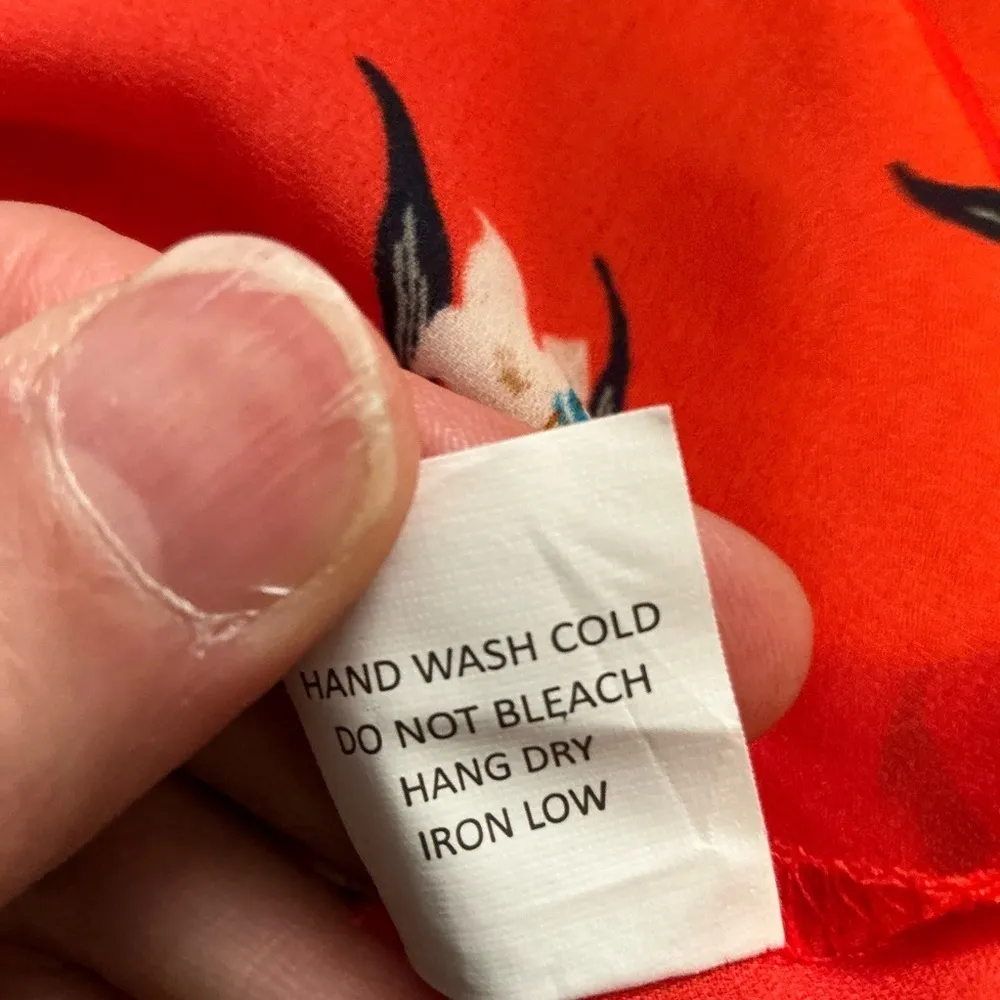 HAND WASH COLD
DO NOT BLEACH
HANG DRY
IRON LOW